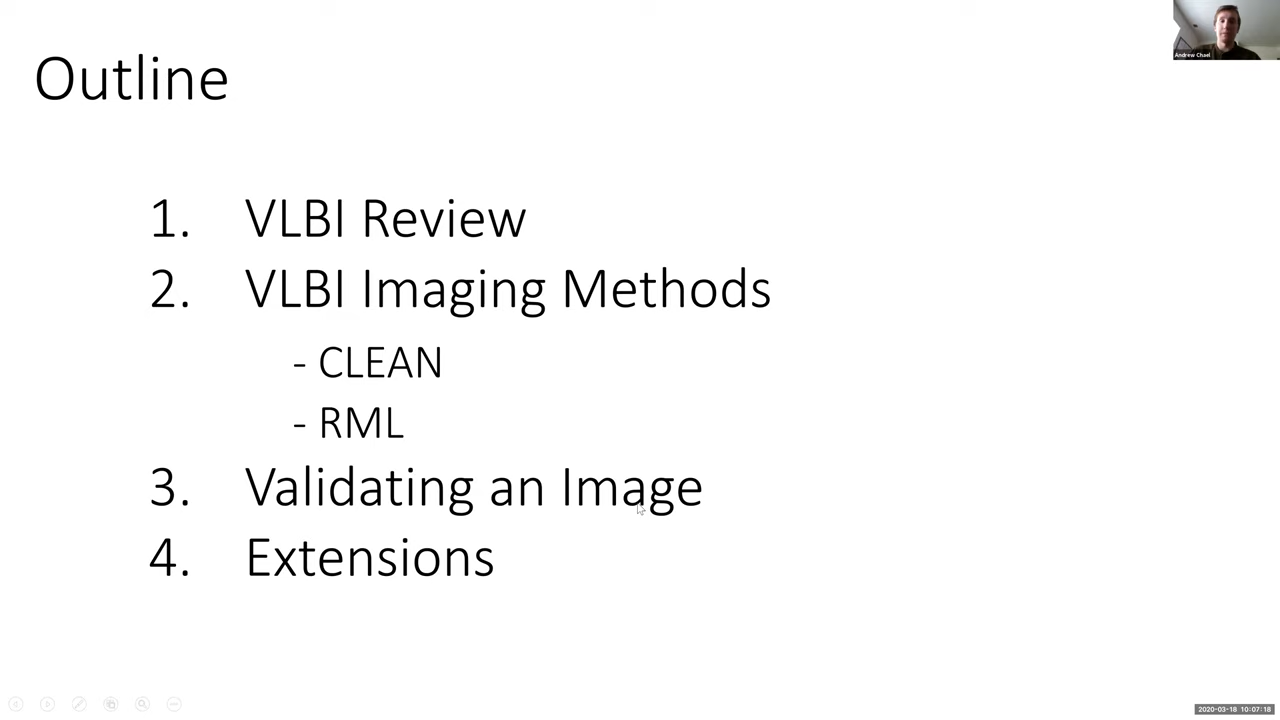 Andrew Chael
Outline
1. VLBI Review
2. VLBI Imaging Methods
- CLEAN
- RML
3. Validating an Image
4. Extensions
2020-03-18 10:07:18